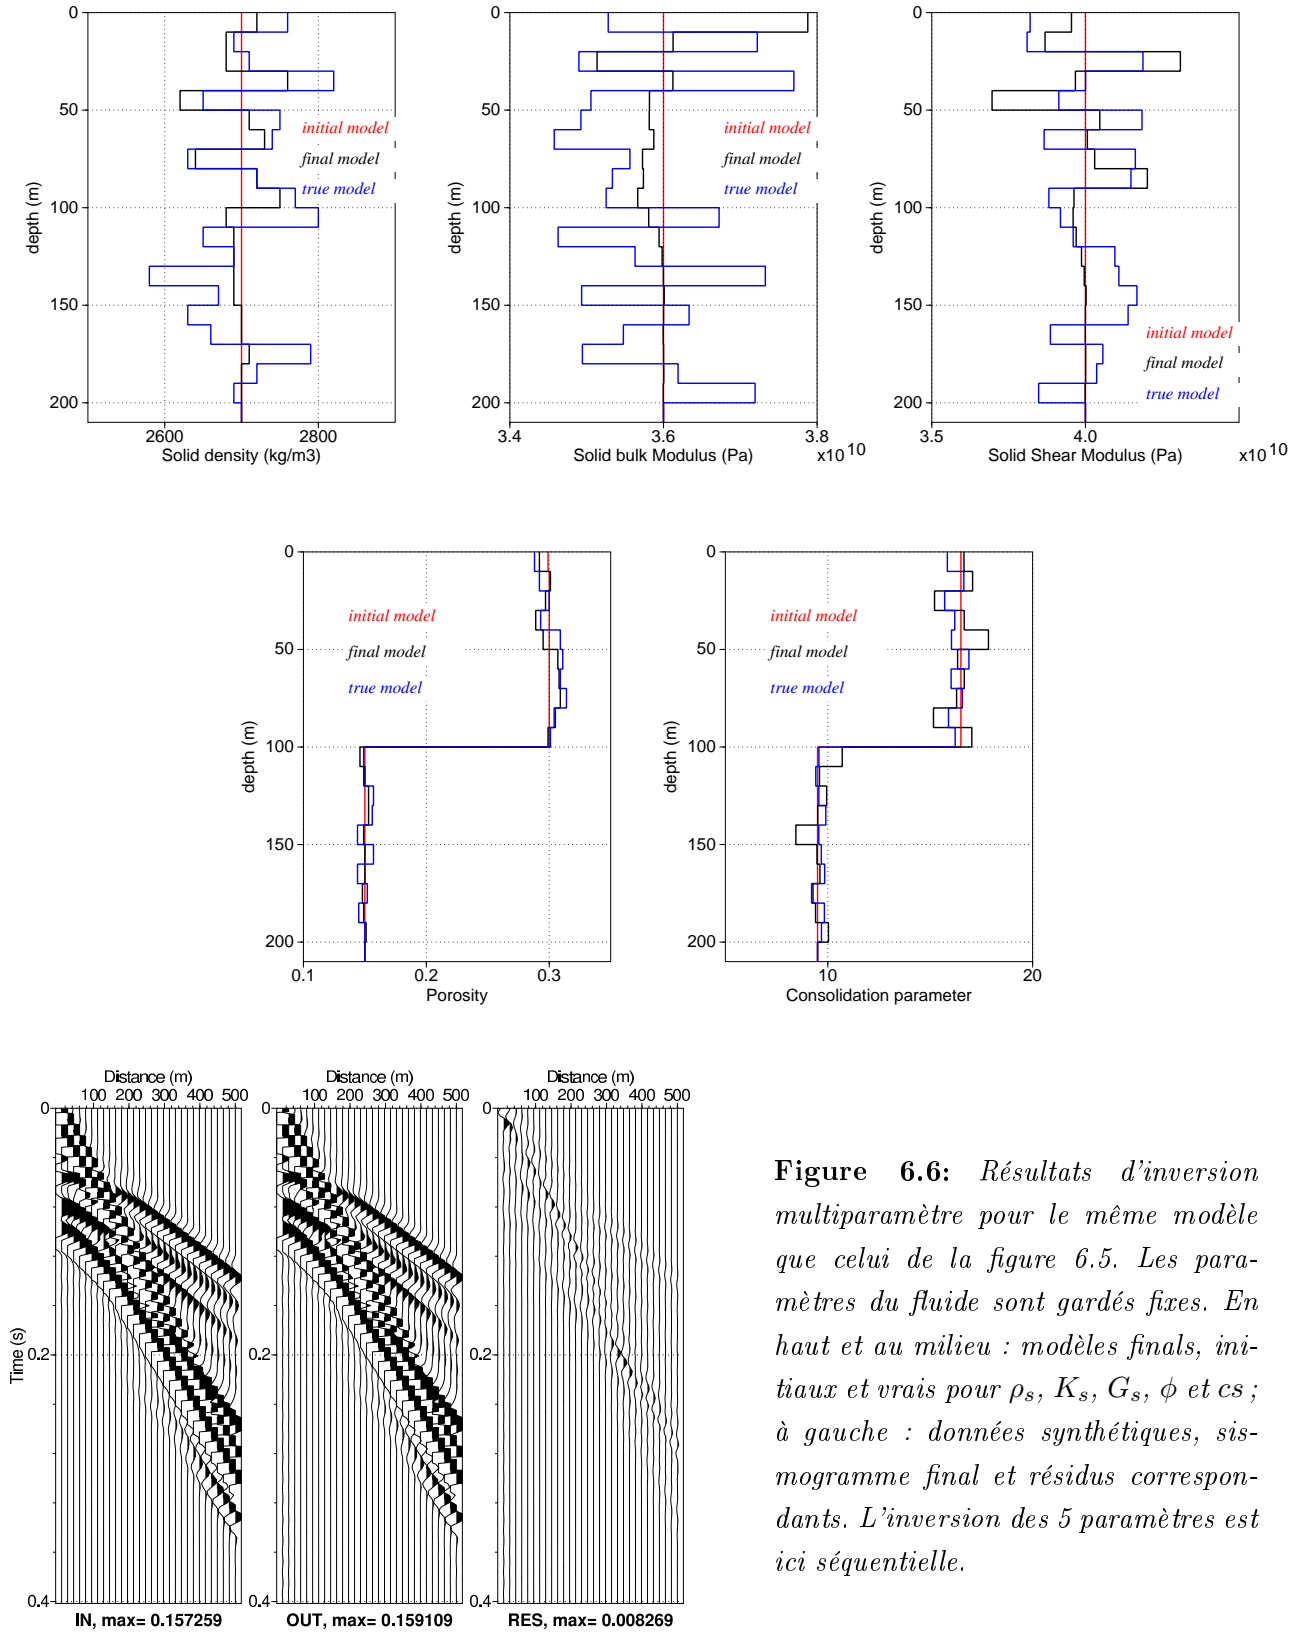 0
50
100
150
200
depth (m)
2600
2800
Solid density (kg/m3)
initial model
final model
true model
0
50
100
150
200
depth (m)
3.4
3.6
3.8
Solid bulk Modulus (Pa)
x10 10
initial model
final model
true model
0
50
100
150
200
depth (m)
3.5
4.0
Solid Shear Modulus (Pa)
x10 10
initial model
final model
true model
0
50
100
150
200
depth (m)
0.1
0.2
0.3
Porosity
initial model
final model
true model
0
50
100
150
200
depth (m)
10
20
Consolidation parameter
initial model
final model
true model
Distance (m)
100 200 300 400 500
0
0.2
0.4
Time (s)
IN, max= 0.157259
Distance (m)
100 200 300 400 500
0
0.2
0.4
OUT, max= 0.159109
Distance (m)
100 200 300 400 500
0
0.2
0.4
RES, max= 0.008269
Figure 6.6: Résultats d'inversion
multiparamètre pour le même modèle
que celui de la figure 6.5. Les para-
mètres du fluide sont gardés fixes. En
haut et au milieu : modèles finals, ini-
tiaux et vrais pour ρs, Ks, Gs, ϕ et cs ;
à gauche : données synthétiques, sis-
mogramme final et résidus correspon-
dants. L'inversion des 5 paramètres est
ici séquentielle.